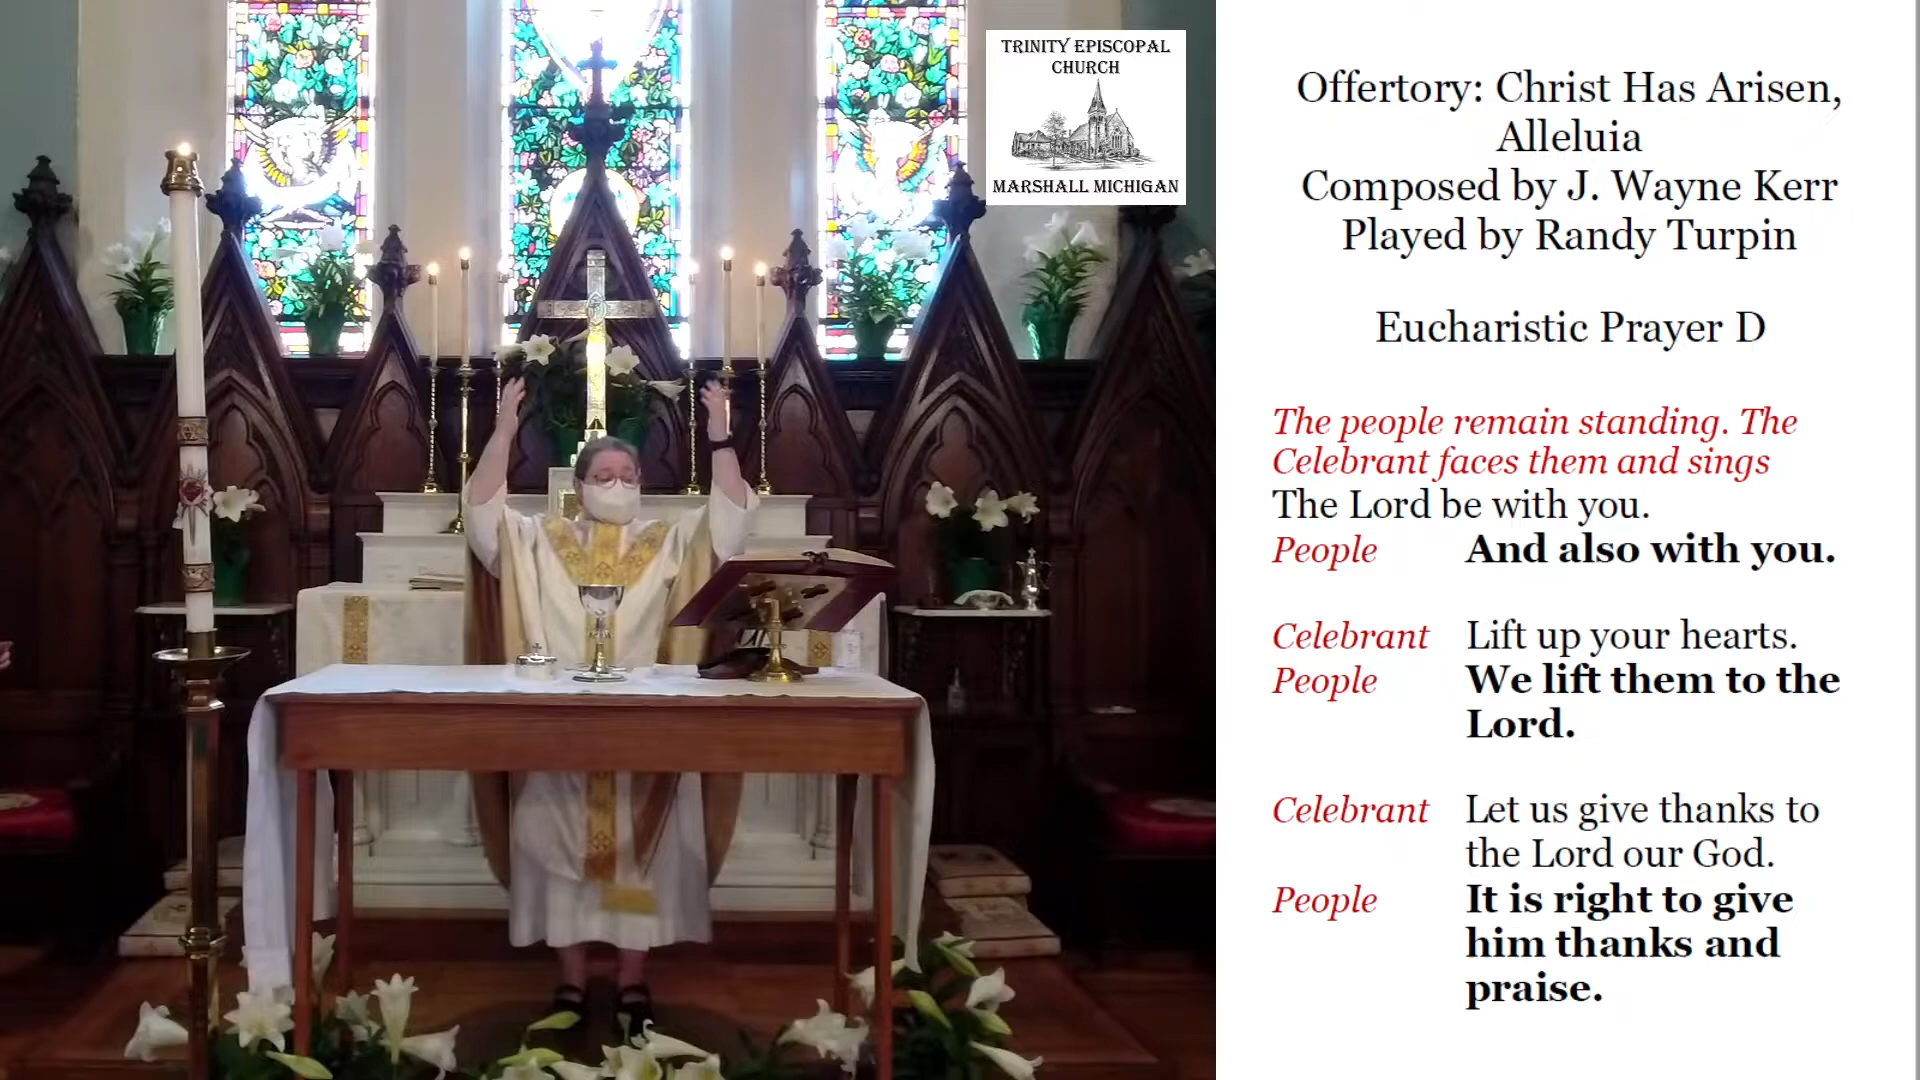 TRINITY EPISCOPAL
CHURCH
MARSHALL MICHIGAN
Offertory: Christ Has Arisen,
Alleluia
Composed by J. Wayne Kerr
Played by Randy Turpin
Eucharistic Prayer D
The people remain standing. The
Celebrant faces them and sings
The Lord be with you.
People And also with you.
Celebrant Lift up your hearts.
People We lift them to the
Lord.
Celebrant Let us give thanks to
the Lord our God.
People It is right to give
him thanks and
praise.